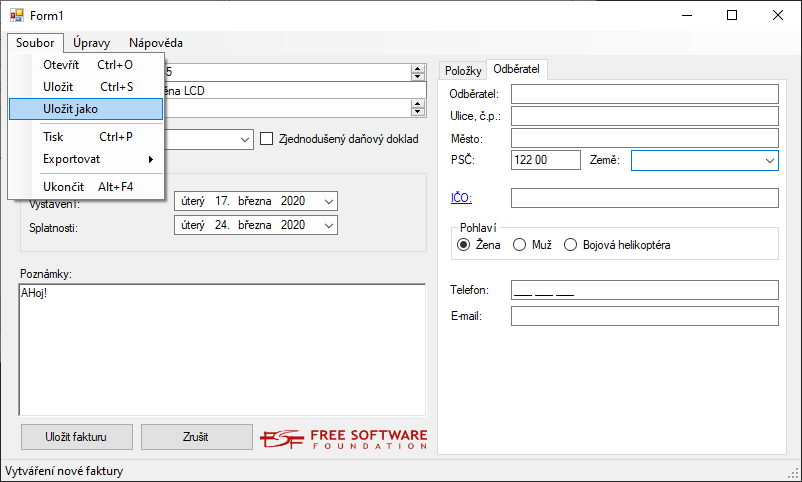 Form1
Soubor Úpravy Nápověda
Otevřít Ctrl+O
Uložit Ctrl+S
Uložit jako
Tisk Ctrl+P
Exportovat
Ukončit Alt+F4
5
ěna LCD
Zjednodušený daňový doklad
Vystavení: úterý 17. března 2020
Splatnosti: úterý 24. března 2020
Poznámky:
AHoj!
Uložit fakturu Zrušit
FREE SOFTWARE
FOUNDATION
Položky Odběratel
Odběratel:
Ulice, č.p.:
Město:
PSČ: 122 00 Země:
IČO:
Pohlaví
Žena Muž Bojová helikoptéra
Telefon: ___ ___ ___
E-mail:
Vytváření nové faktury